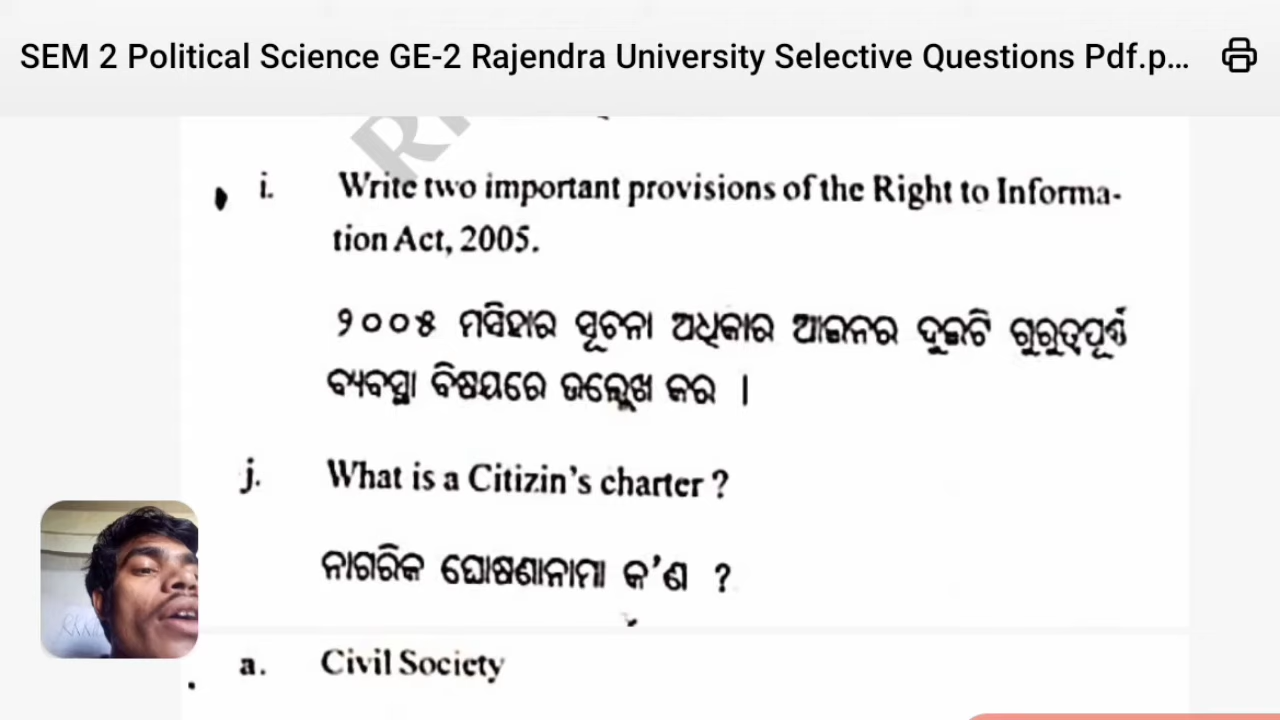 SEM 2 Political Science GE-2 Rajendra University Selective Questions Pdf.p...
i. Write two important provisions of the Right to Informa-
tion Act, 2005.
୨୦୦୫ ମସିହାର ସୂଚନା ଅଧିକାର ଆଇନର ଦୁଇଟି ଗୁରୁତ୍ୱପୂର୍ଣ୍ଣ
ବ୍ୟବସ୍ଥା ବିଷୟରେ ଉଲ୍ଲେଖ କର ।
j. What is a Citizin's charter ?
ନାଗରିକ ଘୋଷଣାନାମା କ'ଣ ?
a. Civil Society